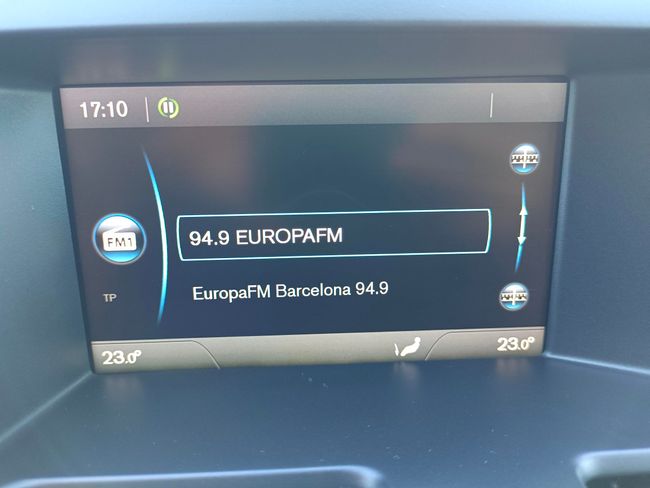 17:10
94.9 EUROPAFM
FM1
EuropaFM Barcelona 94.9
TP
23.0°
23.0°